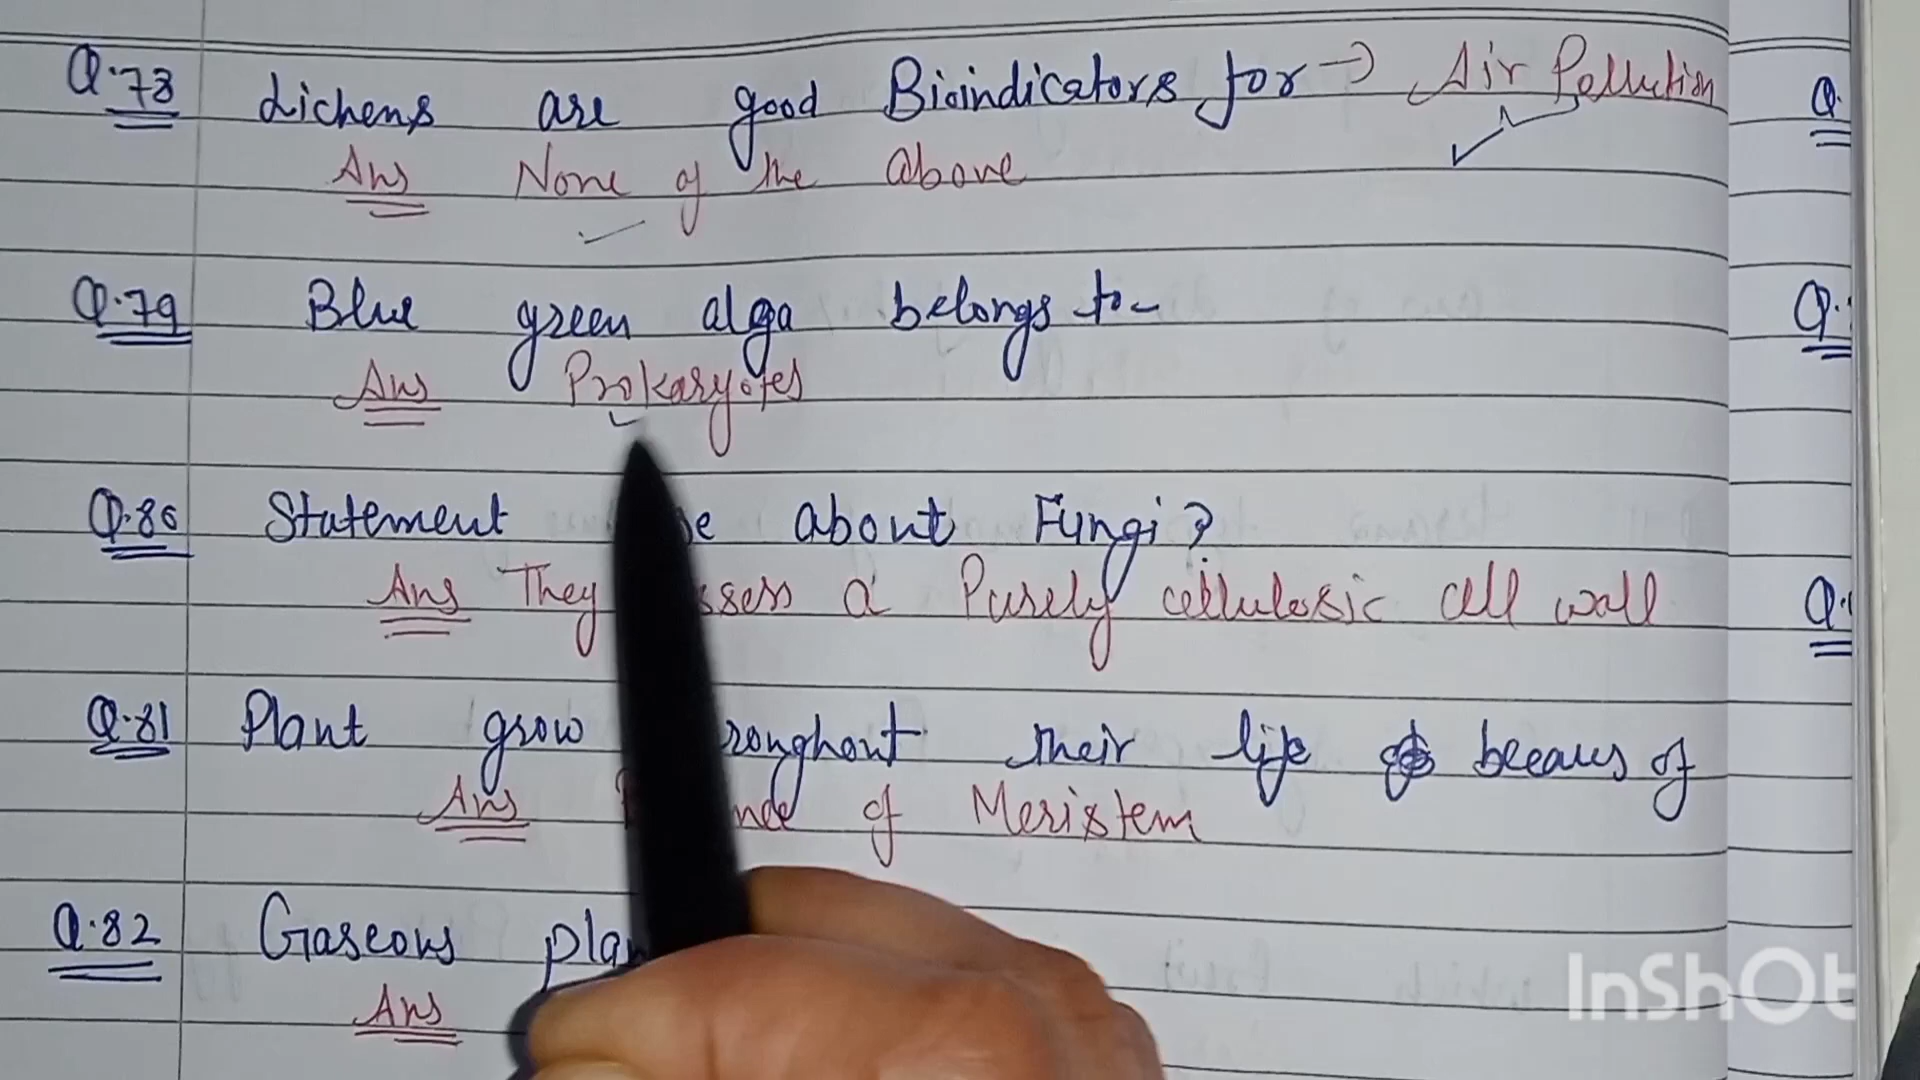 Q.78 Lichens are good Bioindicators for → Air Pollution
Ans None of the above
Q.79 Blue green alga belongs to-
Ans Prokaryotes
Q.80 Statement about Fungi?
Ans They a Purely cellulosic cell wall
Q.81 Plant grow their life becaus of
Ans of Meristem
Q.82 Gaseous
Ans
Q.
Q.
Q.
InShOt